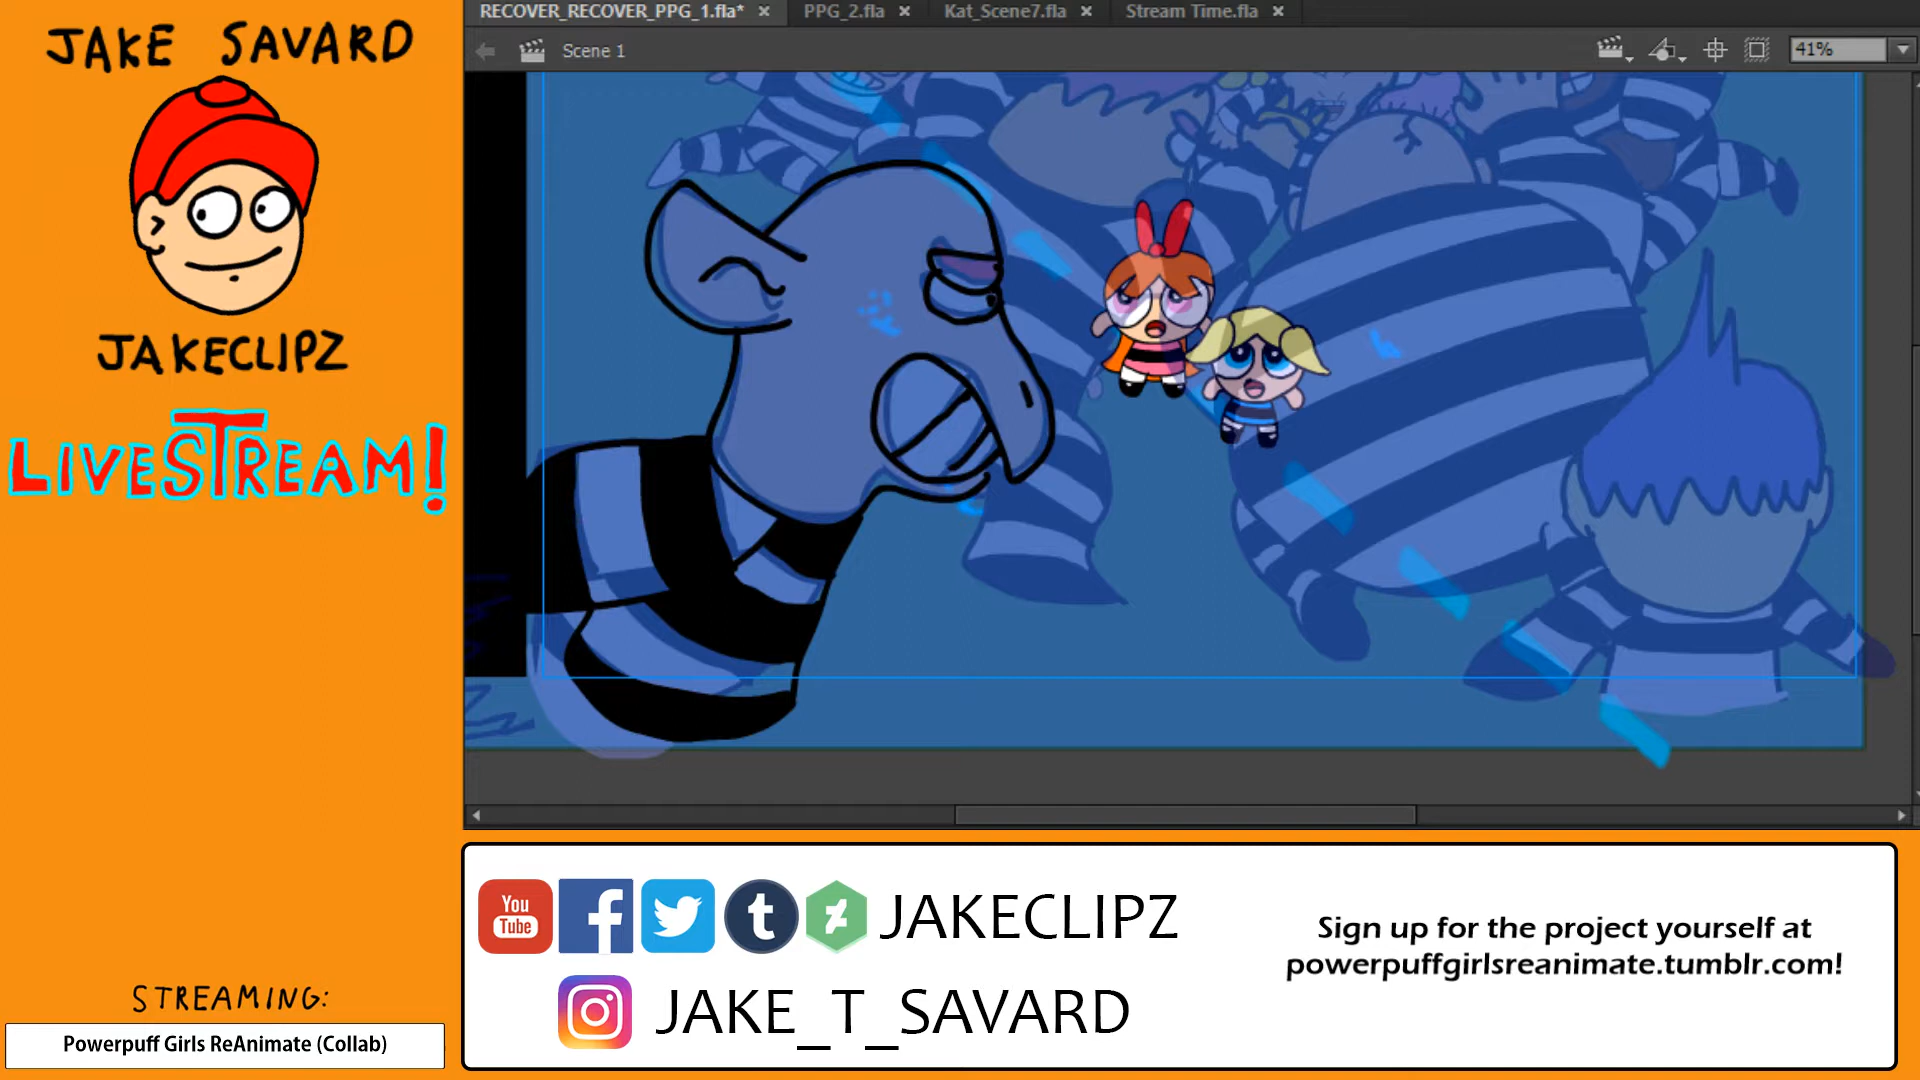 JAKE SAVARD
JAKECLIPZ
LIVESTREAM!
STREAMING:
Powerpuff Girls ReAnimate (Collab)
RECOVER_RECOVER_PPG_1.fla*
PPG_2.fla
Kat_Scene7.fla
Stream Time.fla
Scene 1
41%
You
Tube
f
t
JAKECLIPZ
JAKE_T_SAVARD
Sign up for the project yourself at
powerpuffgirlsreanimate.tumblr.com!